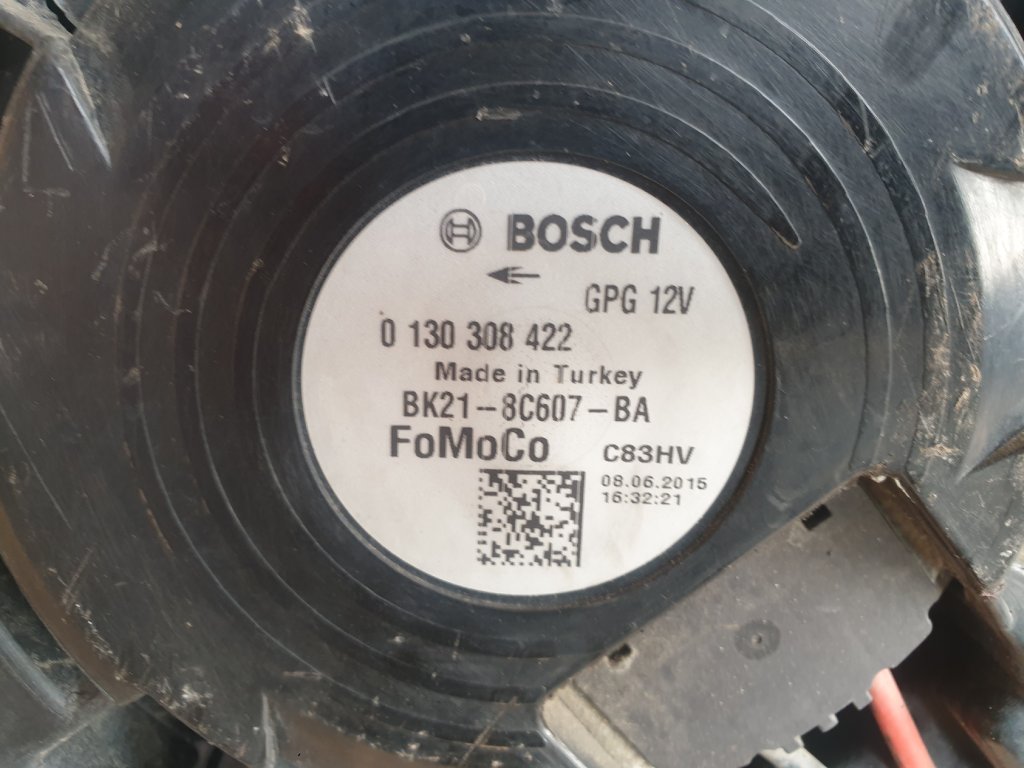 BOSCH
GPG 12V
0 130 308 422
Made in Turkey
BK21-8C607-BA
FoMoCo C83HV
08.06.2015
16:32:21